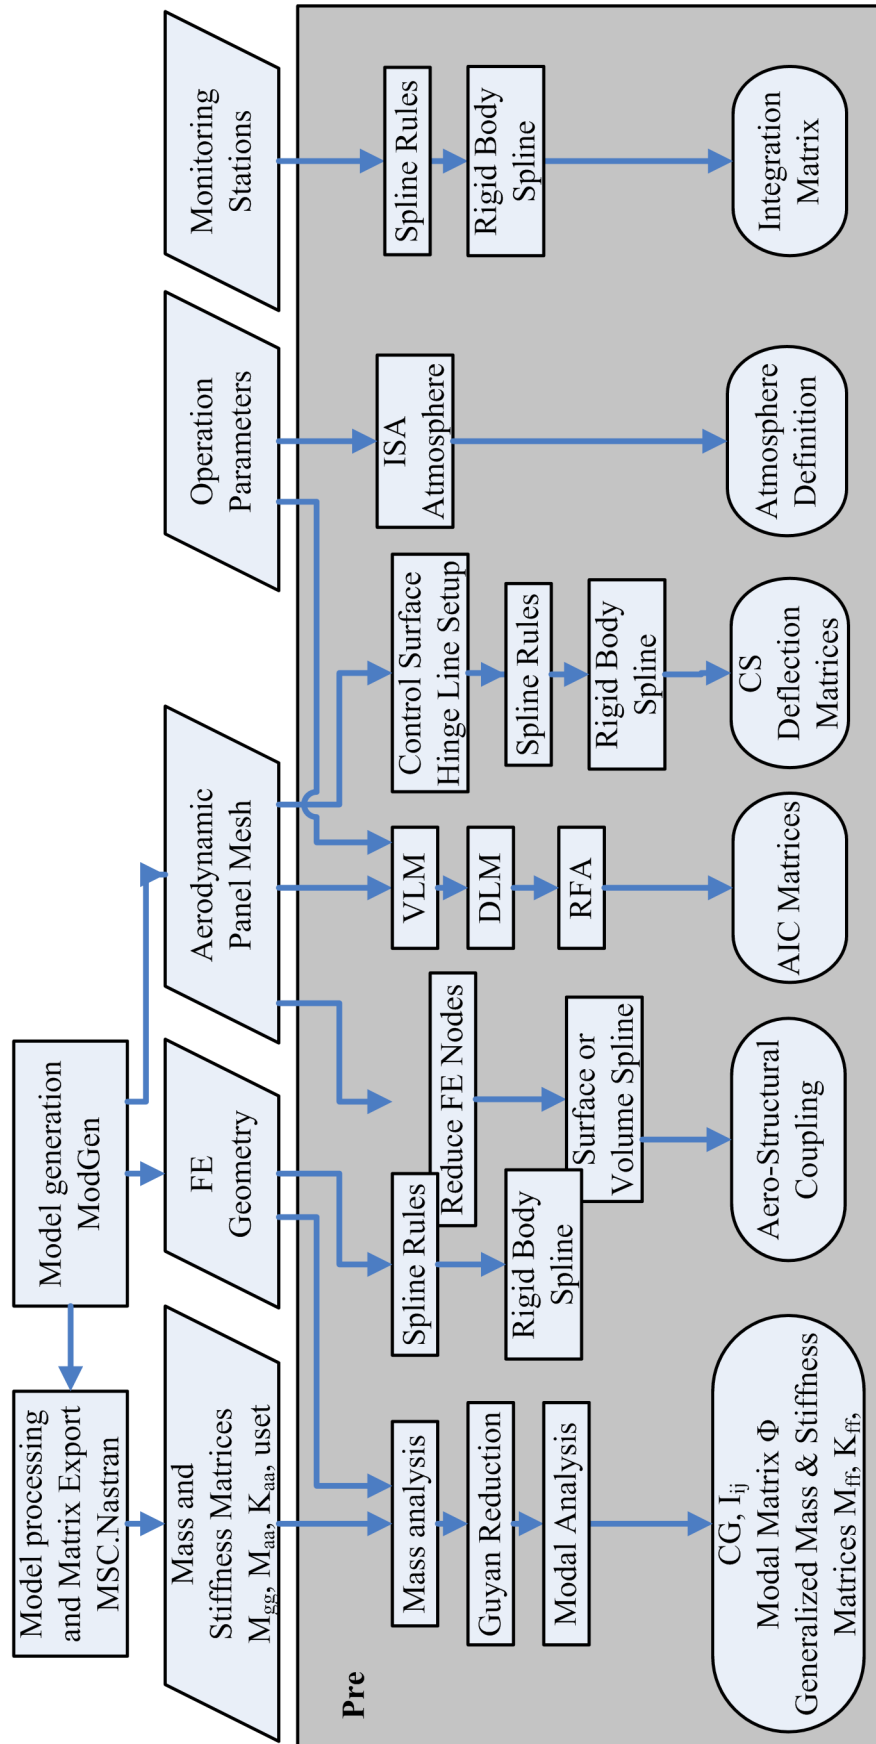 Model processing
and Matrix Export
MSC.Nastran
Model generation
ModGen
Mass and
Stiffness Matrices
Mgg, Maa, Kaa, uset
FE
Geometry
Aerodynamic
Panel Mesh
Operation
Parameters
Monitoring
Stations
Pre
Mass analysis
Guyan Reduction
Modal Analysis
CG, Iij
Modal Matrix Φ
Generalized Mass & Stiffness
Matrices Mff, Kff,
Spline Rules
Rigid Body
Spline
Reduce FE Nodes
Surface or
Volume Spline
Aero-Structural
Coupling
VLM
DLM
RFA
AIC Matrices
Control Surface
Hinge Line Setup
Spline Rules
Rigid Body
Spline
CS
Deflection
Matrices
ISA
Atmosphere
Atmosphere
Definition
Spline Rules
Rigid Body
Spline
Integration
Matrix